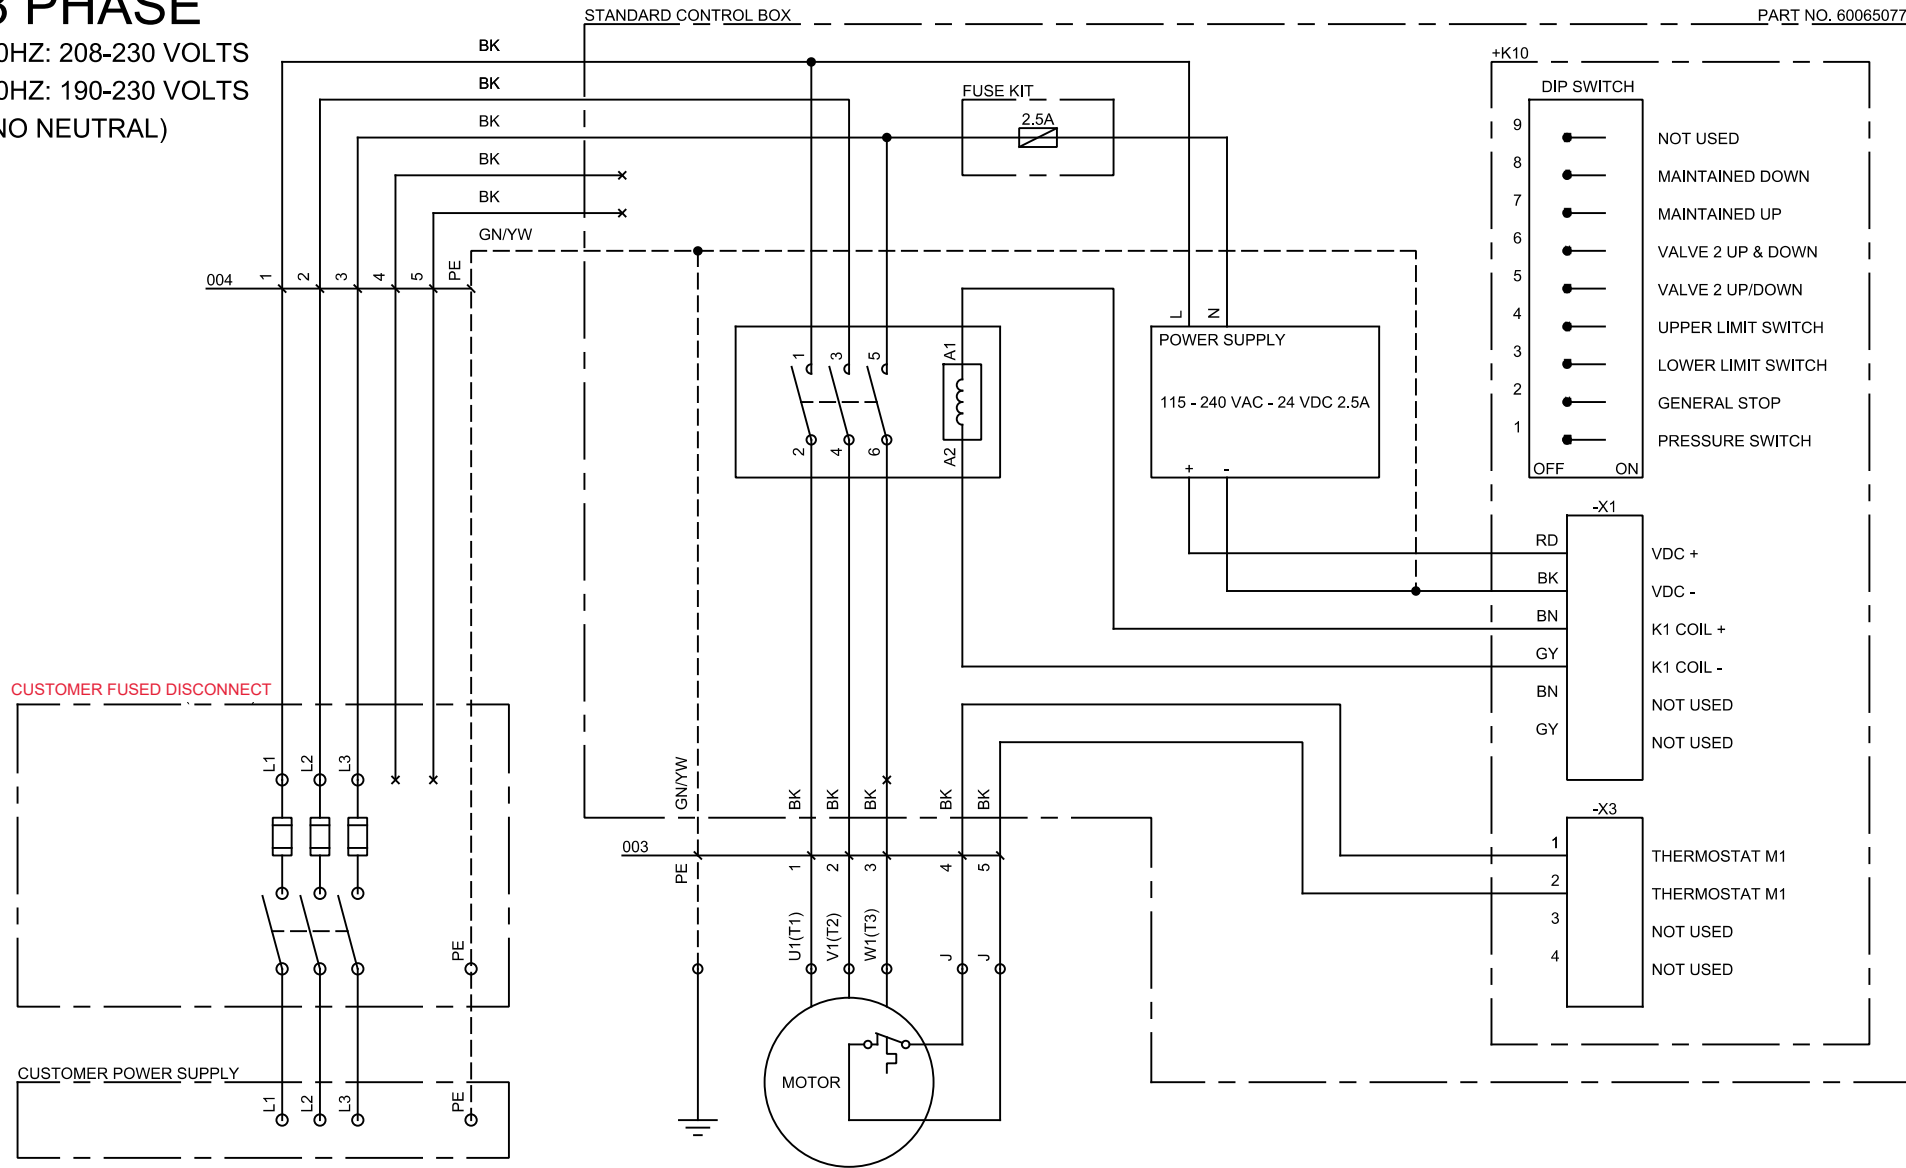 3 PHASE
0HZ: 208-230 VOLTS
0HZ: 190-230 VOLTS
NO NEUTRAL)
STANDARD CONTROL BOX
PART NO. 60065077
BK
BK
BK
BK
BK
GN/YW
004
1
2
3
4
5
PE
FUSE KIT
2.5A
1
3
5
2
4
6
A1
A2
L
N
POWER SUPPLY
115 - 240 VAC - 24 VDC 2.5A
+
-
+K10
DIP SWITCH
9
NOT USED
8
MAINTAINED DOWN
7
MAINTAINED UP
6
VALVE 2 UP & DOWN
5
VALVE 2 UP/DOWN
4
UPPER LIMIT SWITCH
3
LOWER LIMIT SWITCH
2
GENERAL STOP
1
PRESSURE SWITCH
OFF
ON
-X1
RD
VDC +
BK
VDC -
BN
K1 COIL +
GY
K1 COIL -
BN
NOT USED
GY
NOT USED
-X3
1
THERMOSTAT M1
2
THERMOSTAT M1
3
NOT USED
4
NOT USED
CUSTOMER FUSED DISCONNECT
L1
L2
L3
PE
CUSTOMER POWER SUPPLY
L1
L2
L3
PE
GN/YW
BK
BK
BK
BK
BK
003
PE
1
2
3
4
5
U1(T1)
V1(T2)
W1(T3)
J
J
MOTOR